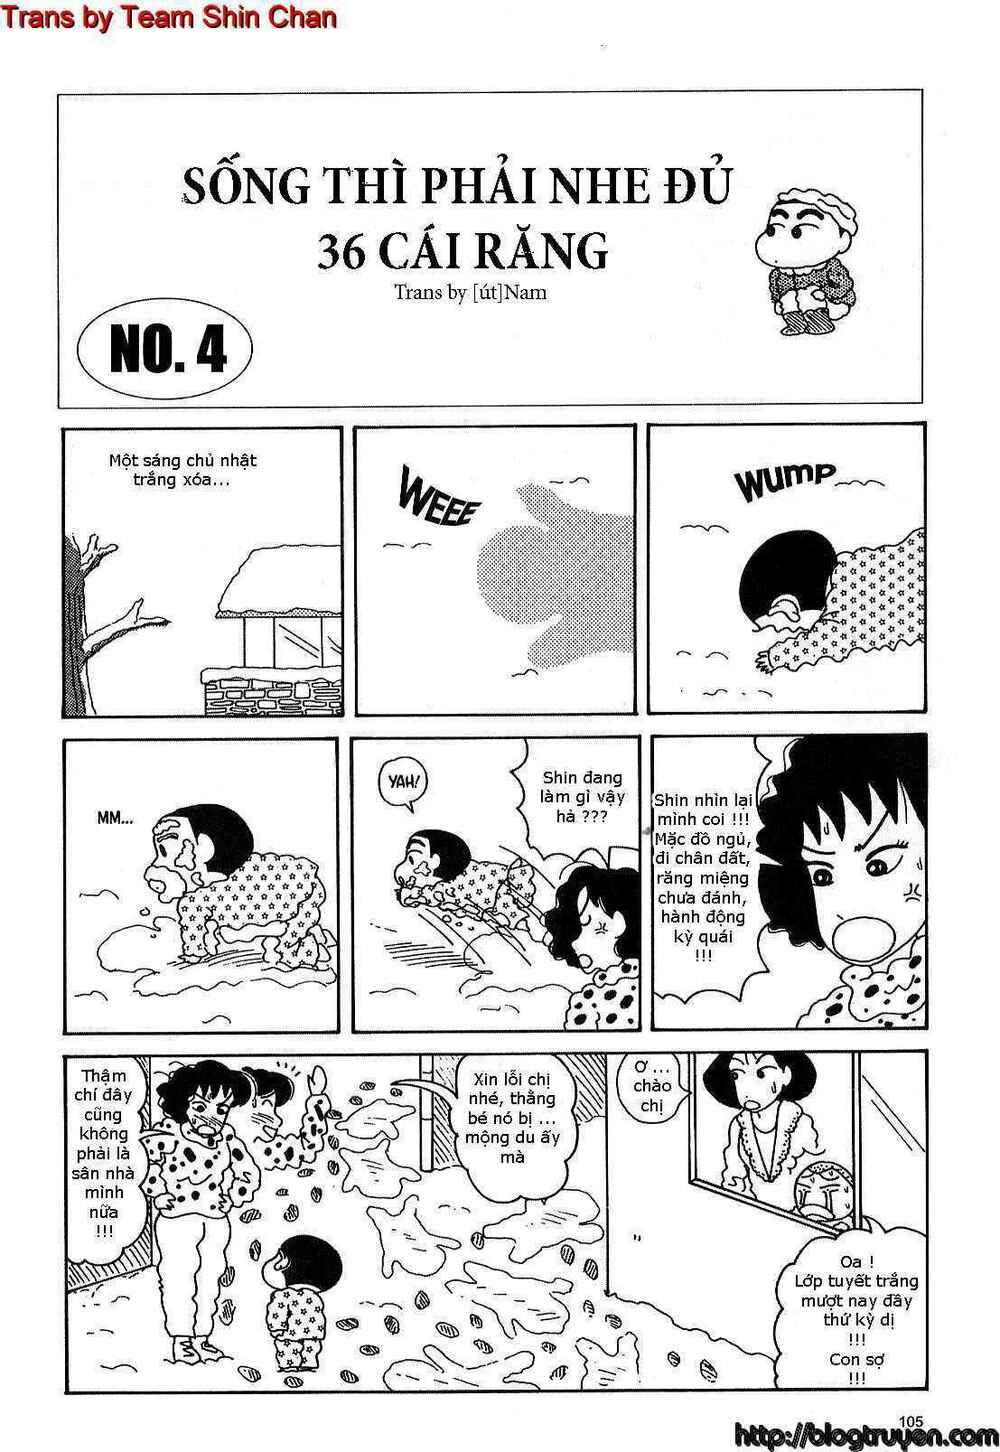 Trans by Team Shin Chan
SỐNG THÌ PHẢI NHE ĐỦ
36 CÁI RĂNG
Trans by [út]Nam
NO. 4
Một sáng chủ nhật
trắng xóa...
WEEE
WUMP
MM...
YAH!
Shin đang
làm gỉ vậy
hả ???
Shin nhìn lại
mình coi !!!
Mặc đồ ngủ,
đi chân đất,
răng miệng
chưa đánh,
hành động
kỳ quái
!!!
Thậm
chí đây
cũng
không
phải là
sân nhà
mình
nữa
!!!
Xin lỗi chị
nhé, thằng
bé nó bị ...
mộng du ấy
mà
Ơ ...
chào
chị
Oa !
Lớp tuyết trắng
mượt nay đầy
thứ kỳ dị
!!!
Con sợ
!!!
105
http://blogtruyen.com